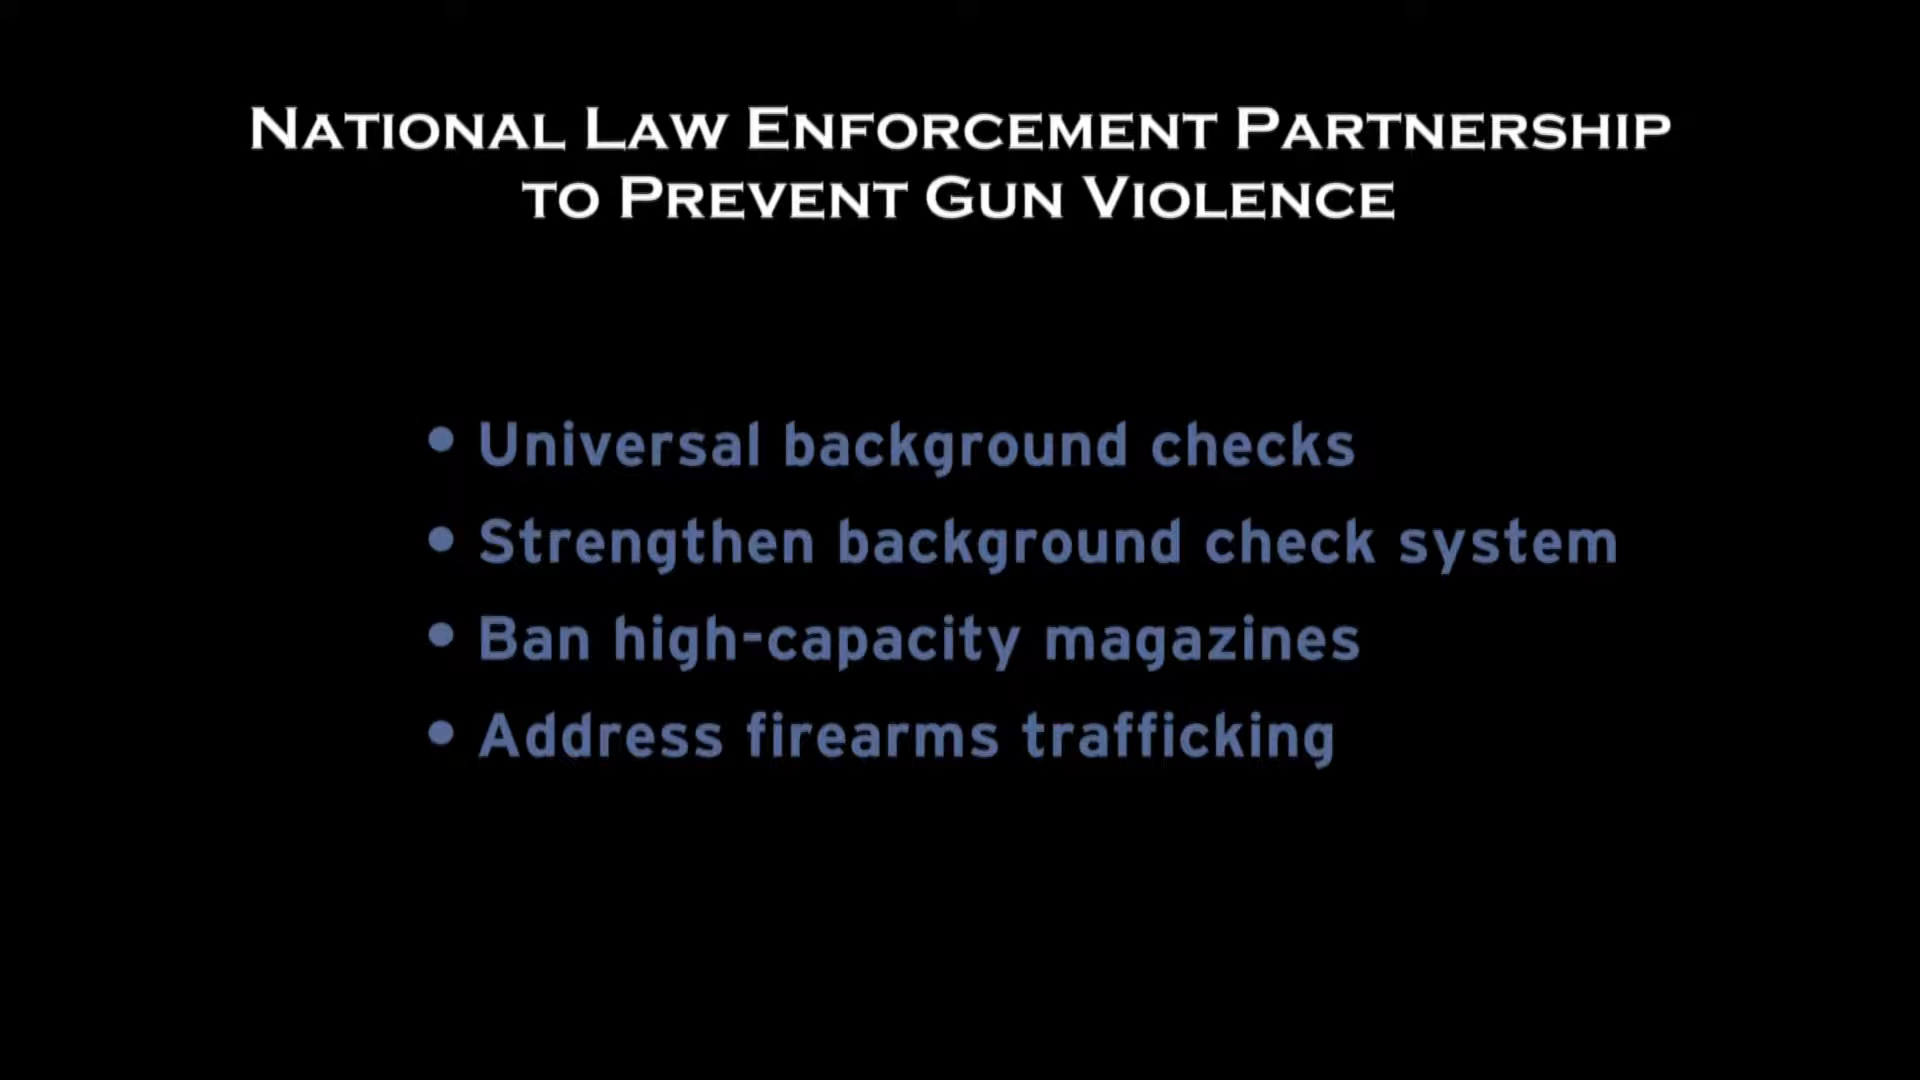 National Law Enforcement Partnership
to Prevent Gun Violence
• Universal background checks
• Strengthen background check system
• Ban high-capacity magazines
• Address firearms trafficking